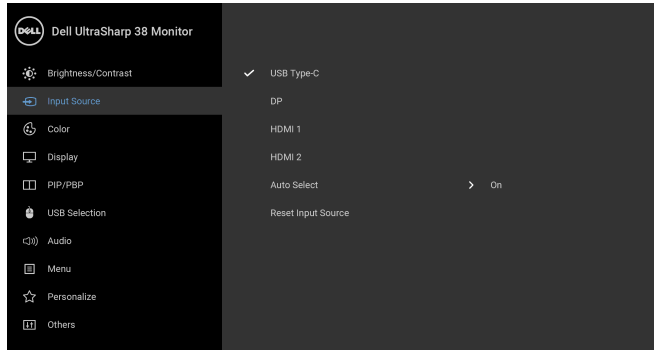 DELL Dell UltraSharp 38 Monitor
Brightness/Contrast
USB Type-C
Input Source
DP
Color
HDMI 1
Display
HDMI 2
PIP/PBP
Auto Select
On
USB Selection
Reset Input Source
Audio
Menu
Personalize
Others